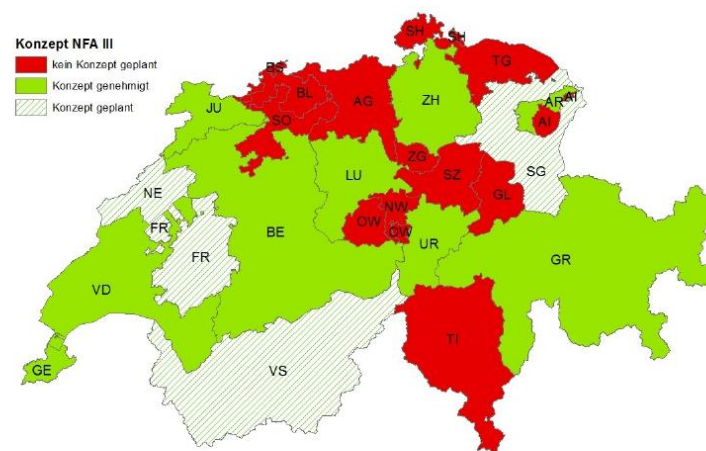 Konzept NFA III
kein Konzept geplant
Konzept genehmigt
Konzept geplant
SH
SH
BS
TG
BL
AG
ZH
JU
AR
AI
AI
SO
ZG
SG
LU
SZ
NE
GL
NW
OW
OW
FR
BE
UR
FR
GR
VD
TI
GE
VS